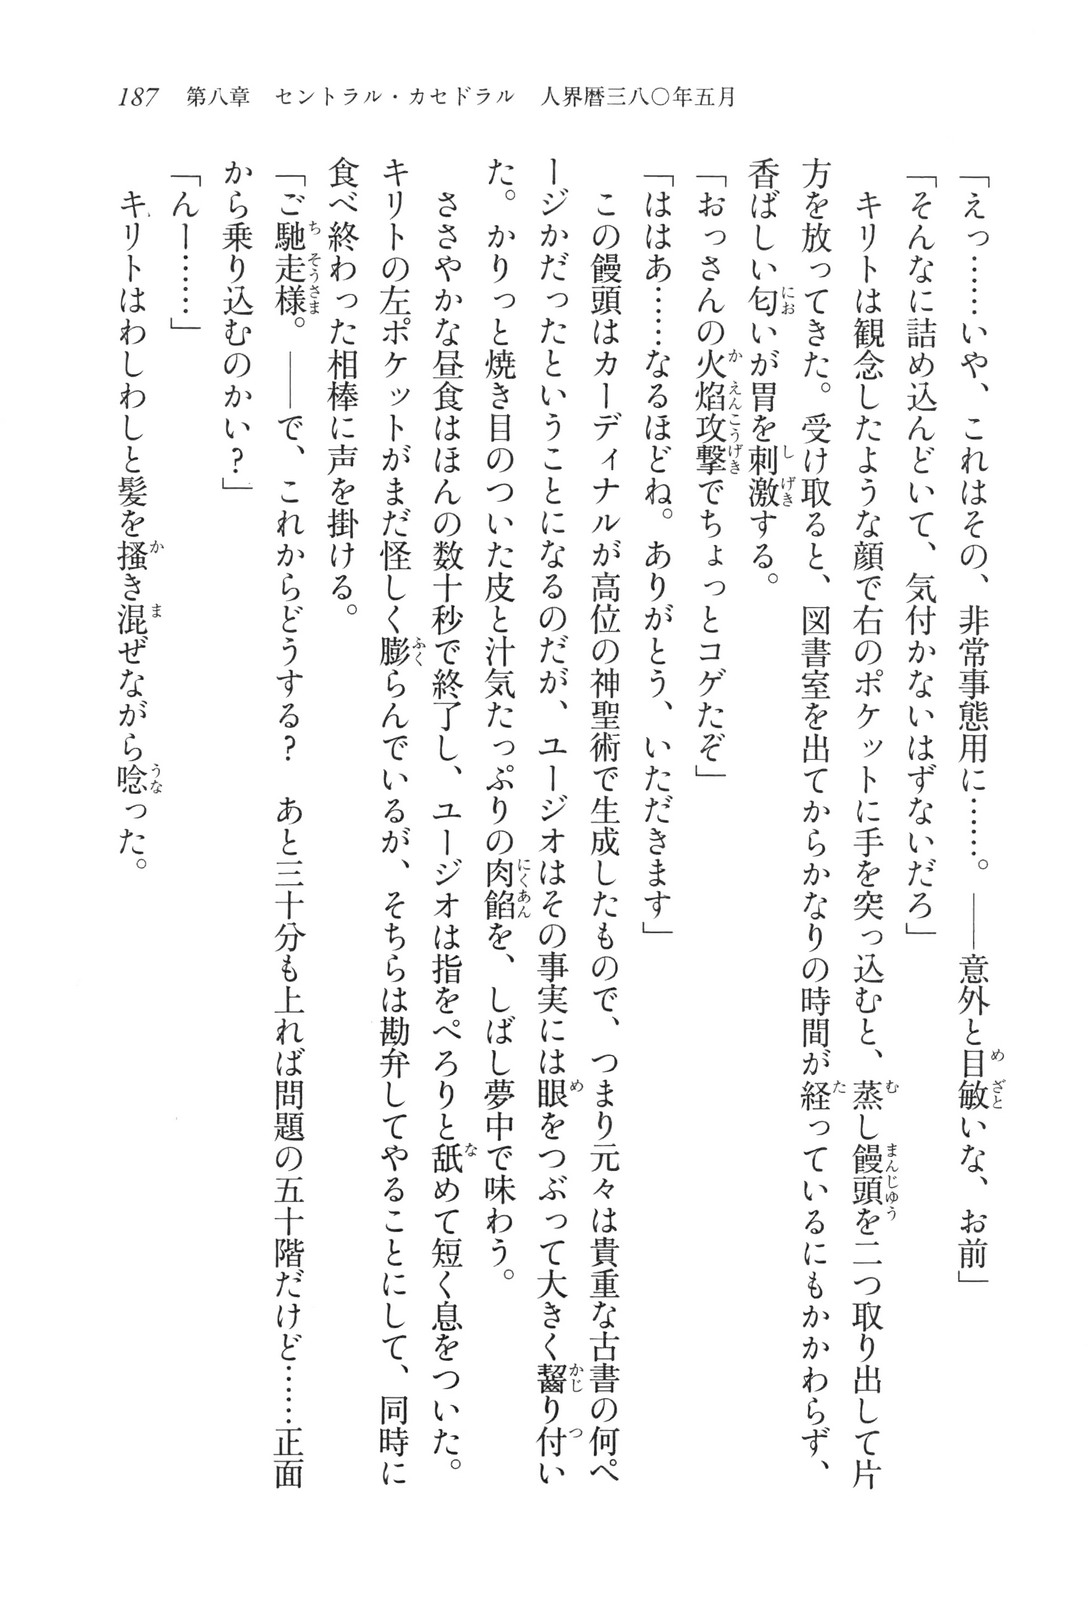 187　第八章　セントラル・カセドラル　人界暦三八〇年五月
「えっ……いや、これはその、非常事態用に……。――意外と目敏いな、お前」
「そんなに詰め込んどいて、気付かないはずないだろ」
　キリトは観念したような顔で右のポケットに手を突っ込むと、蒸し饅頭を二つ取り出して片
方を放ってきた。受け取ると、図書室を出てからかなりの時間が経っているにもかかわらず、
香ばしい匂いが胃を刺激する。
「おっさんの火焰攻撃でちょっとコゲたぞ」
「ははあ……なるほどね。ありがとう、いただきます」
　この饅頭はカーディナルが高位の神聖術で生成したもので、つまり元々は貴重な古書の何ペ
ージかだったということになるのだが、ユージオはその事実には眼をつぶって大きく齧り付い
た。かりっと焼き目のついた皮と汁気たっぷりの肉餡を、しばし夢中で味わう。
　ささやかな昼食はほんの数十秒で終了し、ユージオは指をぺろりと舐めて短く息をついた。
キリトの左ポケットがまだ怪しく膨らんでいるが、そちらは勘弁してやることにして、同時に
食べ終わった相棒に声を掛ける。
「ご馳走様。――で、これからどうする？　あと三十分も上れば問題の五十階だけど……正面
から乗り込むのかい？」
「んー……」
　キリトはわしわしと髪を搔き混ぜながら唸った。